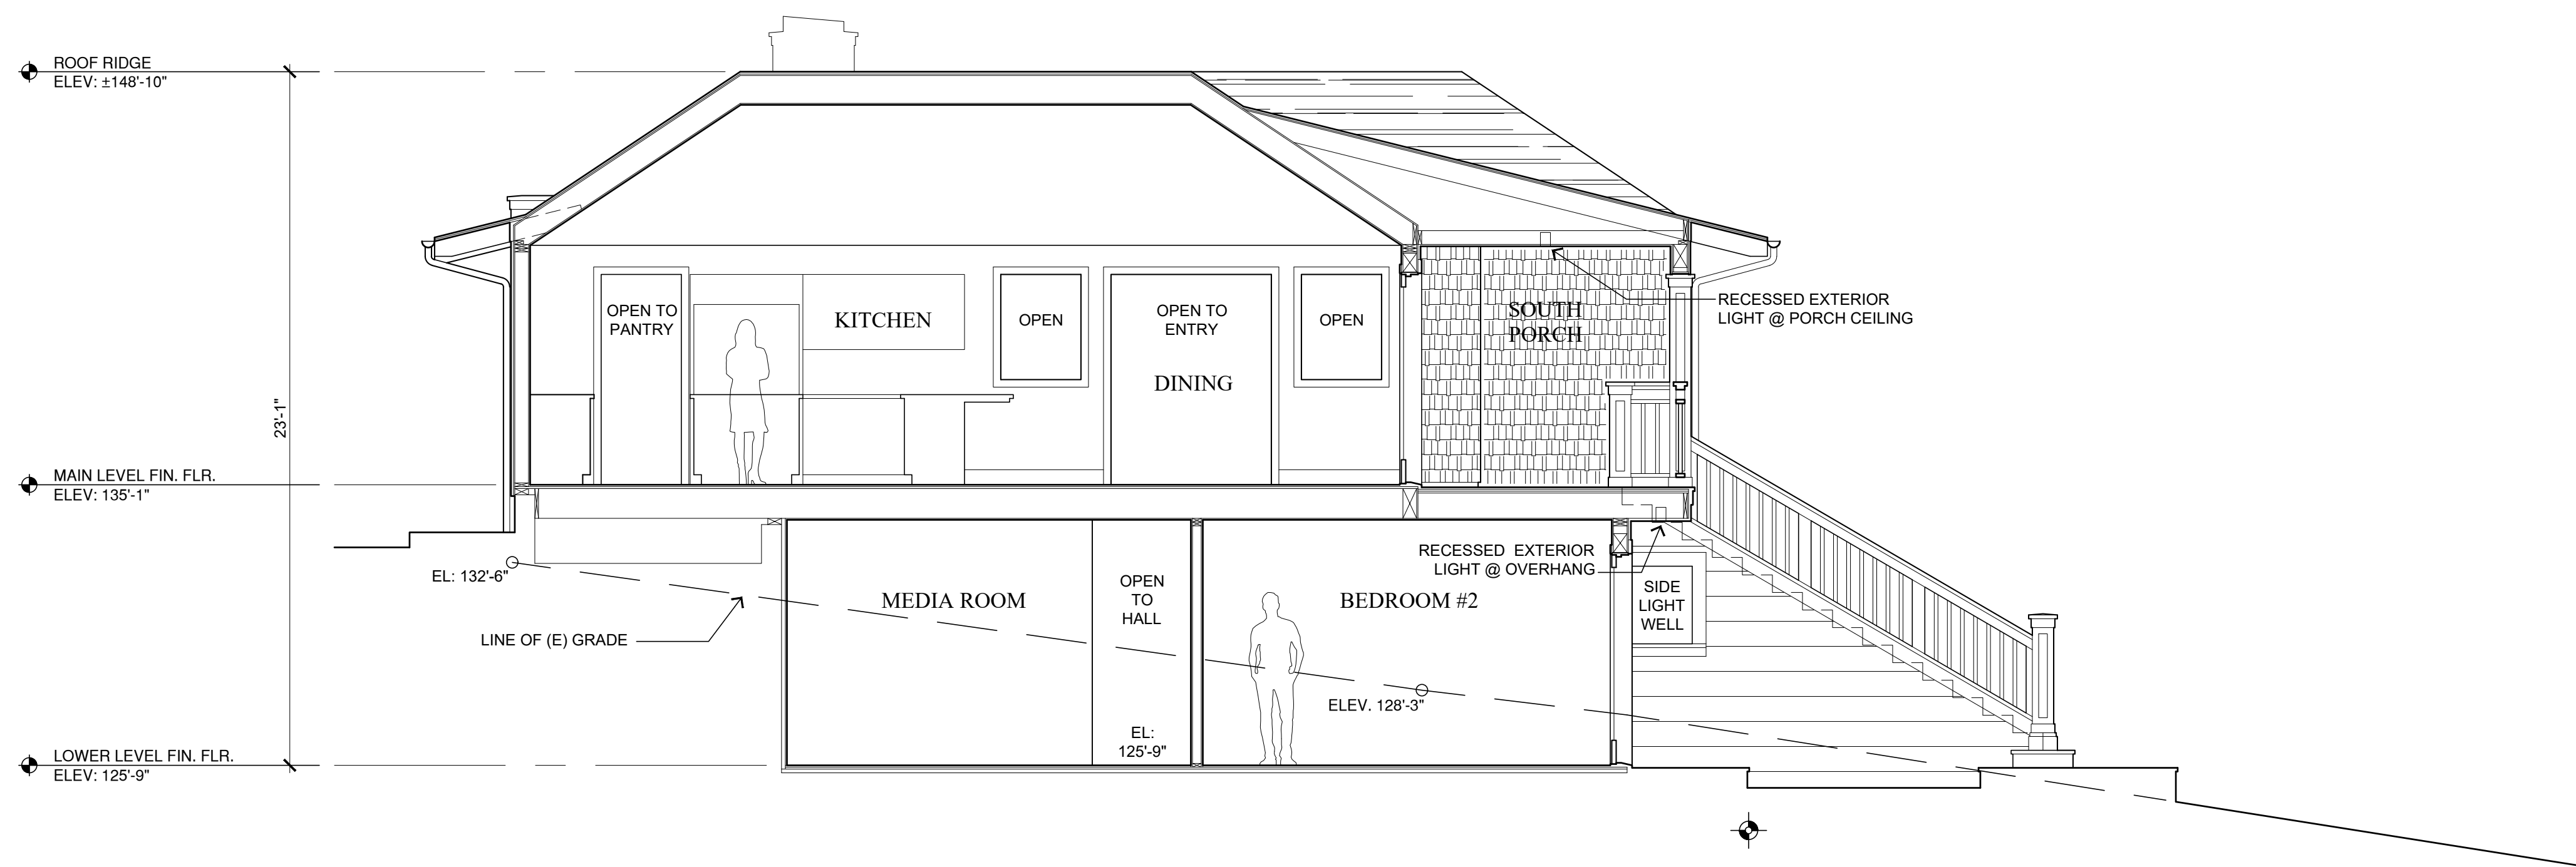 ROOF RIDGE
ELEV: ±148'-10"
23'-1"
MAIN LEVEL FIN. FLR.
ELEV: 135'-1"
LOWER LEVEL FIN. FLR.
ELEV: 125'-9"
OPEN TO
PANTRY
KITCHEN
OPEN
OPEN TO
ENTRY
DINING
OPEN
SOUTH
PORCH
RECESSED EXTERIOR
LIGHT @ PORCH CEILING
EL: 132'-6"
LINE OF (E) GRADE
MEDIA ROOM
OPEN
TO
HALL
EL:
125'-9"
BEDROOM #2
RECESSED EXTERIOR
LIGHT @ OVERHANG
SIDE
LIGHT
WELL
ELEV. 128'-3"